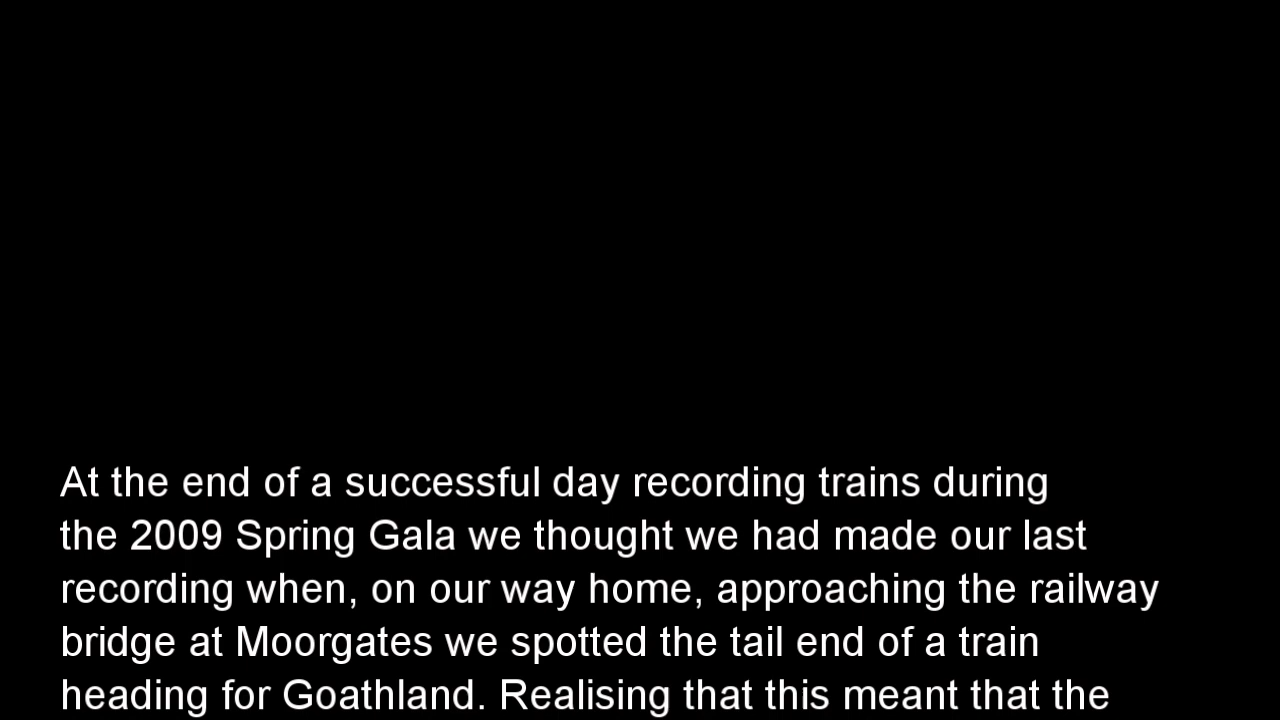 At the end of a successful day recording trains during
the 2009 Spring Gala we thought we had made our last
recording when, on our way home, approaching the railway
bridge at Moorgates we spotted the tail end of a train
heading for Goathland. Realising that this meant that the